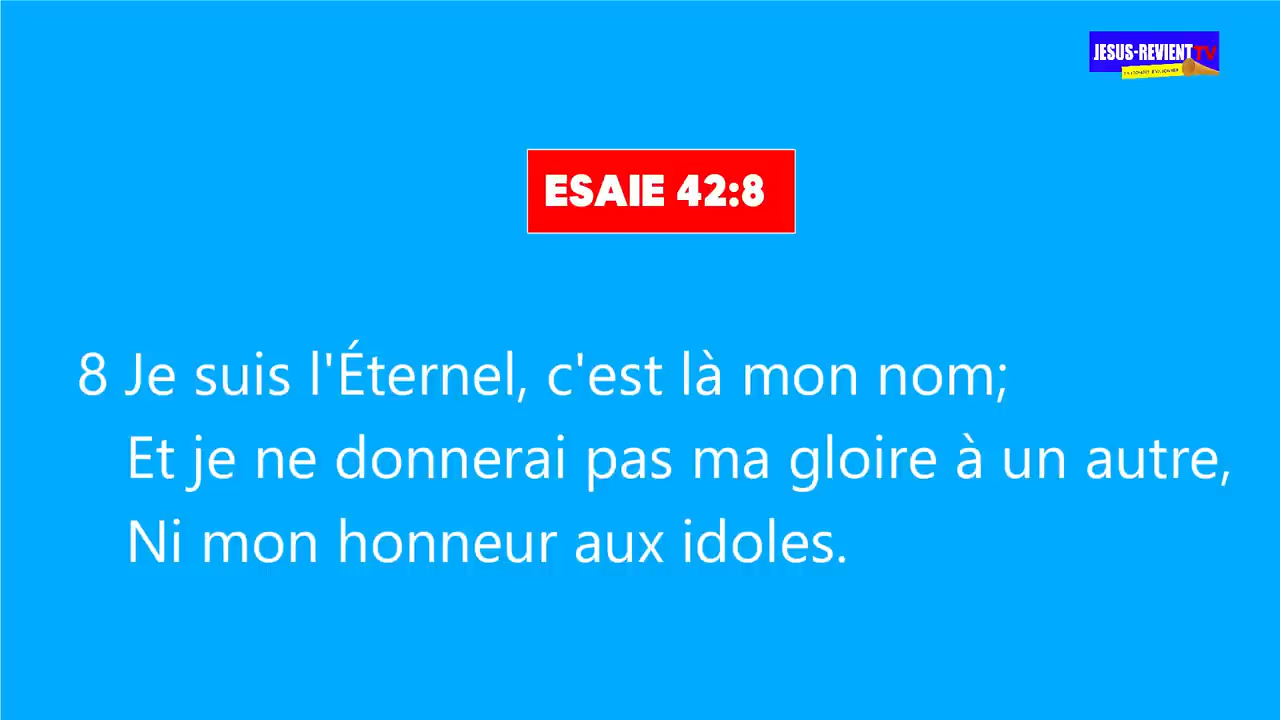 JESUS-REVIENT TV
ESAIE 42:8
8 Je suis l'Éternel, c'est là mon nom;
Et je ne donnerai pas ma gloire à un autre,
Ni mon honneur aux idoles.